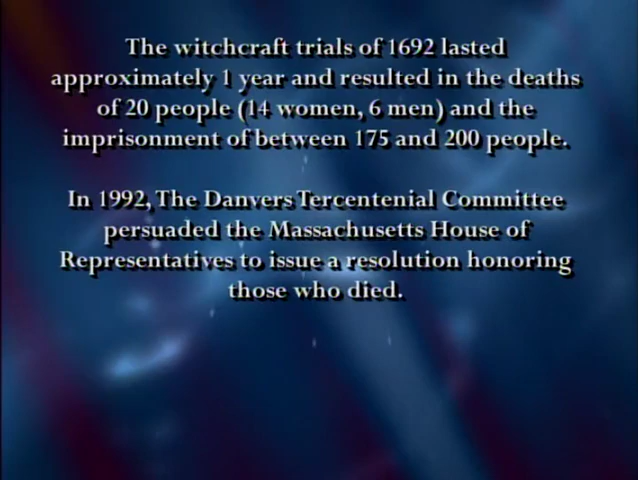 The witchcraft trials of 1692 lasted
approximately 1 year and resulted in the deaths
of 20 people (14 women, 6 men) and the
imprisonment of between 175 and 200 people.
In 1992, The Danvers Tercentenial Committee
persuaded the Massachusetts House of
Representatives to issue a resolution honoring
those who died.